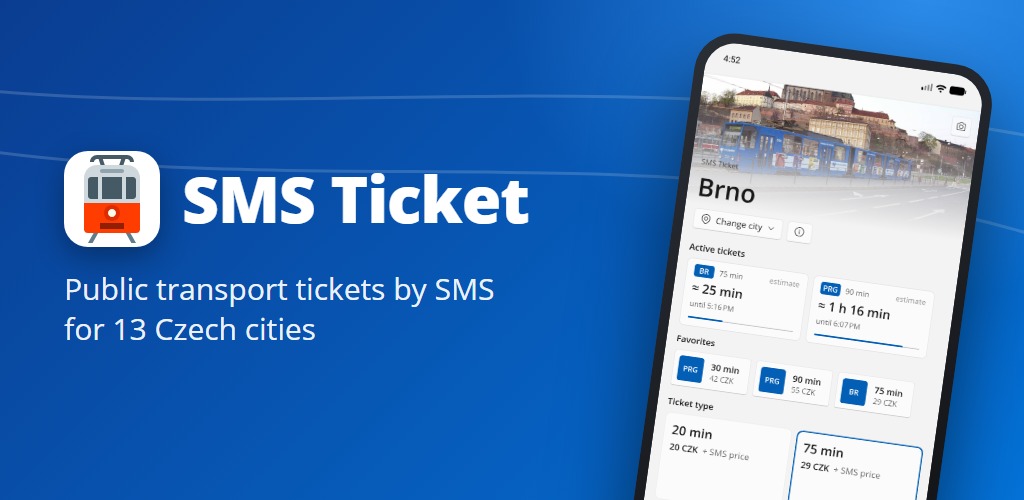 SMS Ticket
Public transport tickets by SMS
for 13 Czech cities
4:52
SMS Ticket
Brno
Change city
Active tickets
BR 75 min estimate
≈ 25 min
until 5:16 PM
PRG 90 min estimate
≈ 1 h 16 min
until 6:07 PM
Favorites
PRG 30 min
42 CZK
PRG 90 min
55 CZK
BR 75 min
29 CZK
Ticket type
20 min
20 CZK + SMS price
75 min
29 CZK + SMS price